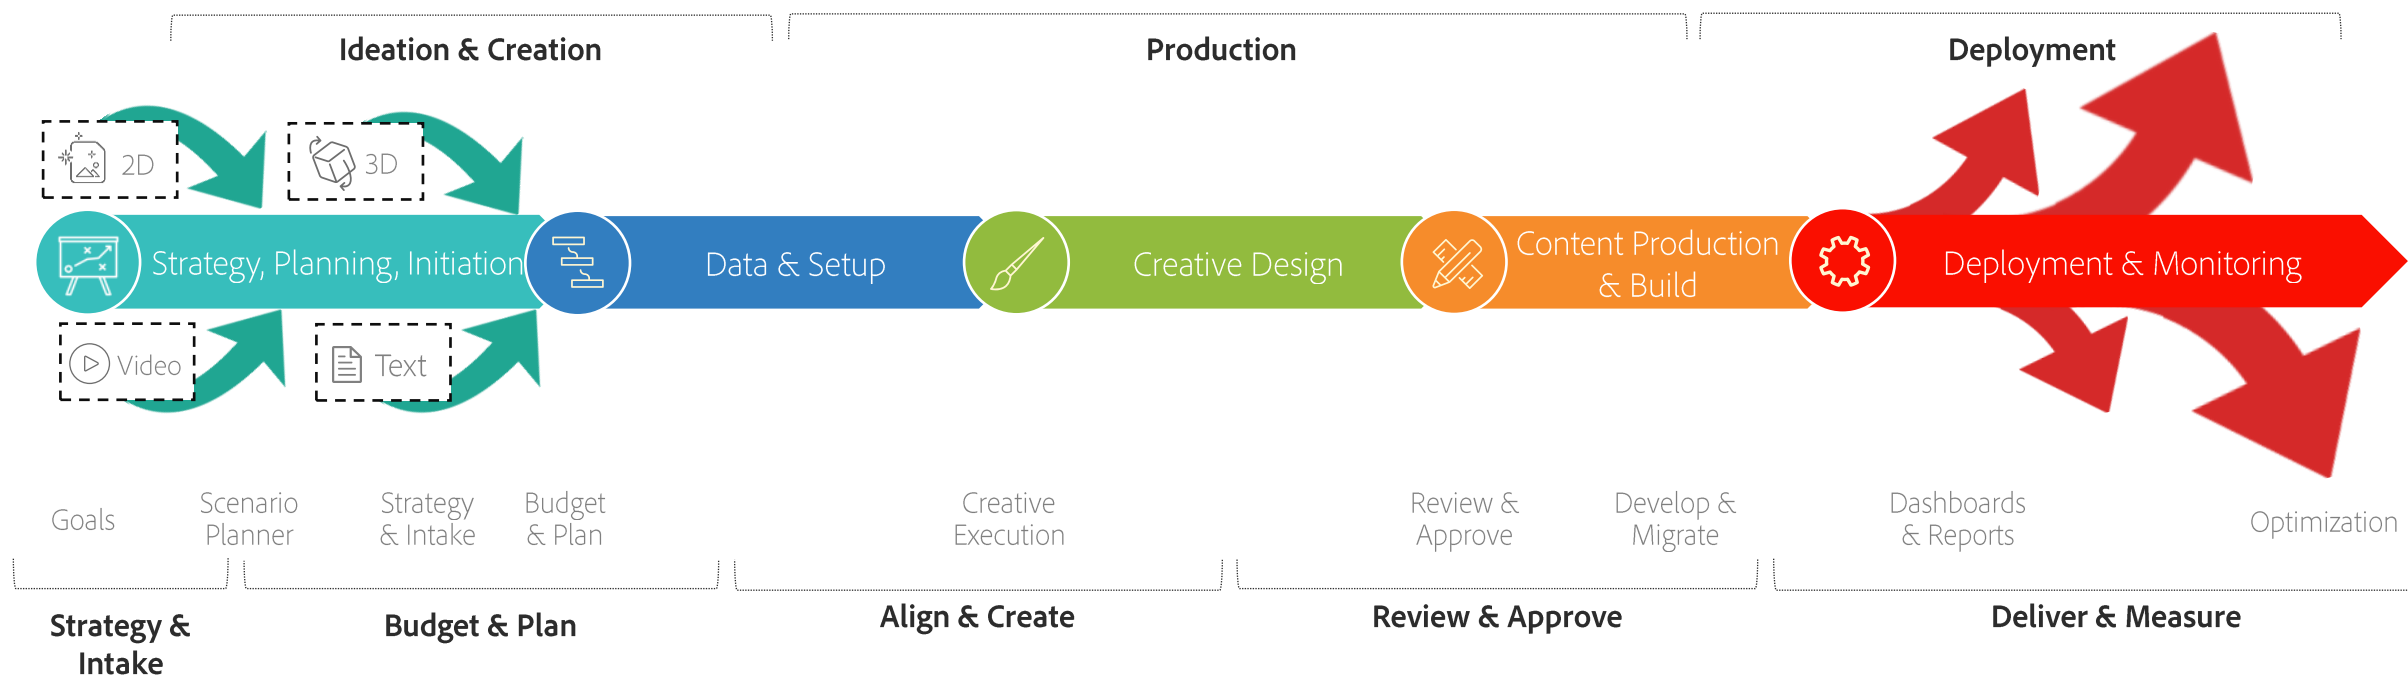 Ideation & Creation
Production
Deployment
2D
3D
Strategy, Planning, Initiation
Data & Setup
Creative Design
Content Production
& Build
Deployment & Monitoring
Video
Text
Goals
Scenario
Planner
Strategy
& Intake
Budget
& Plan
Creative
Execution
Review &
Approve
Develop &
Migrate
Dashboards
& Reports
Optimization
Strategy &
Intake
Budget & Plan
Align & Create
Review & Approve
Deliver & Measure